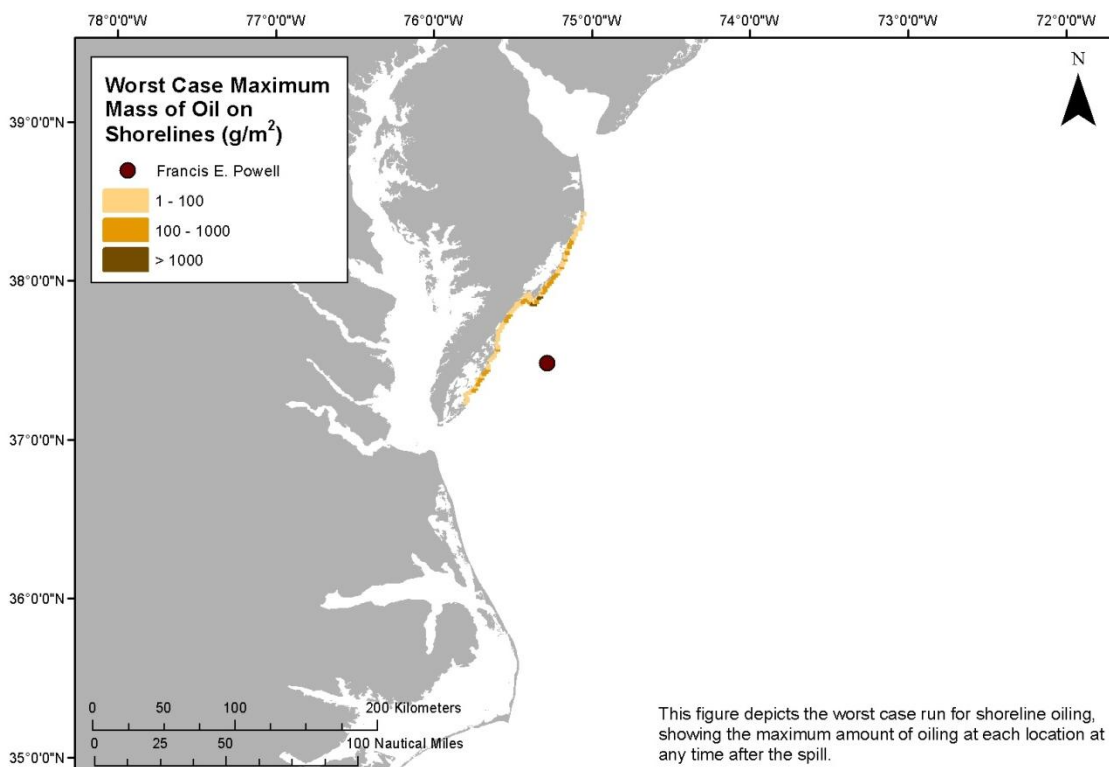 78°0'0"W 77°0'0"W 76°0'0"W 75°0'0"W 74°0'0"W 73°0'0"W 72°0'0"W
Worst Case Maximum
Mass of Oil on
Shorelines (g/m²)
Francis E. Powell
1 - 100
100 - 1000
> 1000
N
39°0'0"N
38°0'0"N
37°0'0"N
36°0'0"N
35°0'0"N
0 50 100 200 Kilometers
0 25 50 100 Nautical Miles
This figure depicts the worst case run for shoreline oiling,
showing the maximum amount of oiling at each location at
any time after the spill.